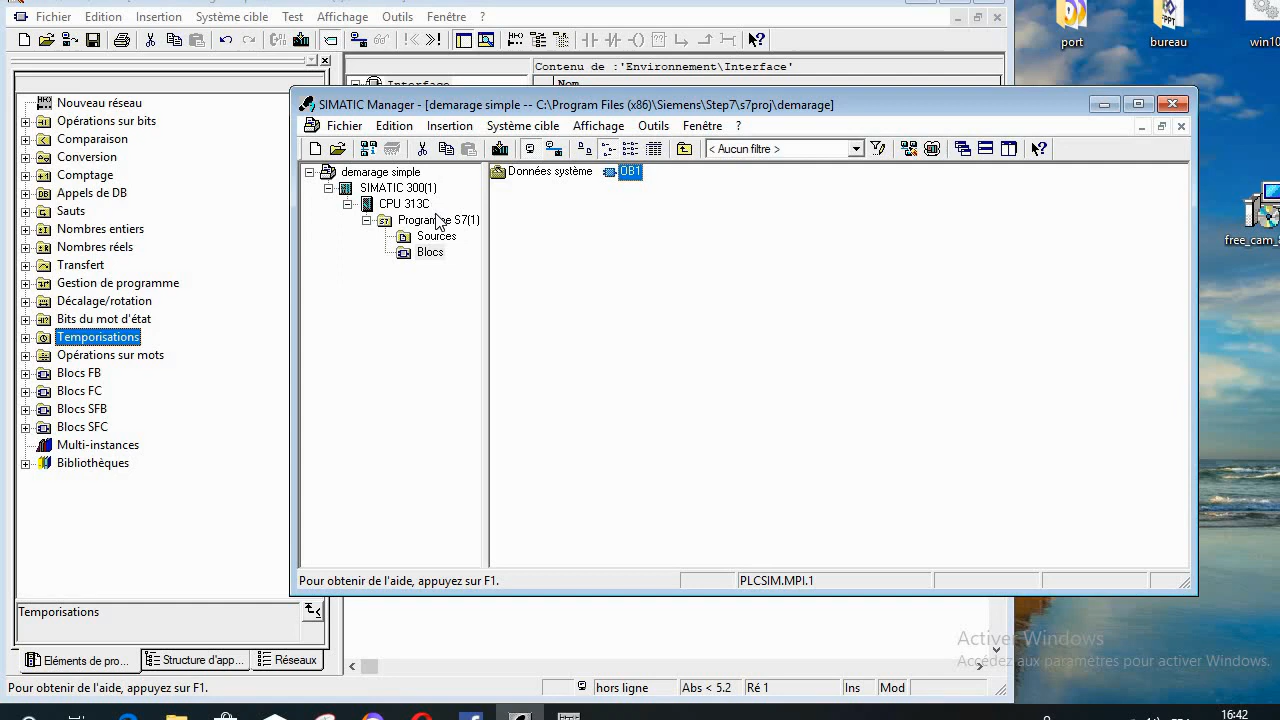 Fichier Edition Insertion Système cible Test Affichage Outils Fenêtre ?
Contenu de :'Environnement\Interface'
Interface Nom
Nouveau réseau
Opérations sur bits
Comparaison
Conversion
Comptage
Appels de DB
Sauts
Nombres entiers
Nombres réels
Transfert
Gestion de programme
Décalage/rotation
Bits du mot d'état
Temporisations
Opérations sur mots
Blocs FB
Blocs FC
Blocs SFB
Blocs SFC
Multi-instances
Bibliothèques
Temporisations
Eléments de pro... Structure d'app... Réseaux
Pour obtenir de l'aide, appuyez sur F1.
hors ligne Abs < 5.2 Ré 1 Ins Mod
SIMATIC Manager - [demarage simple -- C:\Program Files (x86)\Siemens\Step7\s7proj\demarage]
Fichier Edition Insertion Système cible Affichage Outils Fenêtre ?
< Aucun filtre >
demarage simple
SIMATIC 300(1)
CPU 313C
Programme S7(1)
Sources
Blocs
Données système OB1
Pour obtenir de l'aide, appuyez sur F1. PLCSIM.MPI.1
port bureau win10
free_cam_
Activer Windows
Accédez aux paramètres pour activer Windows.
16:42